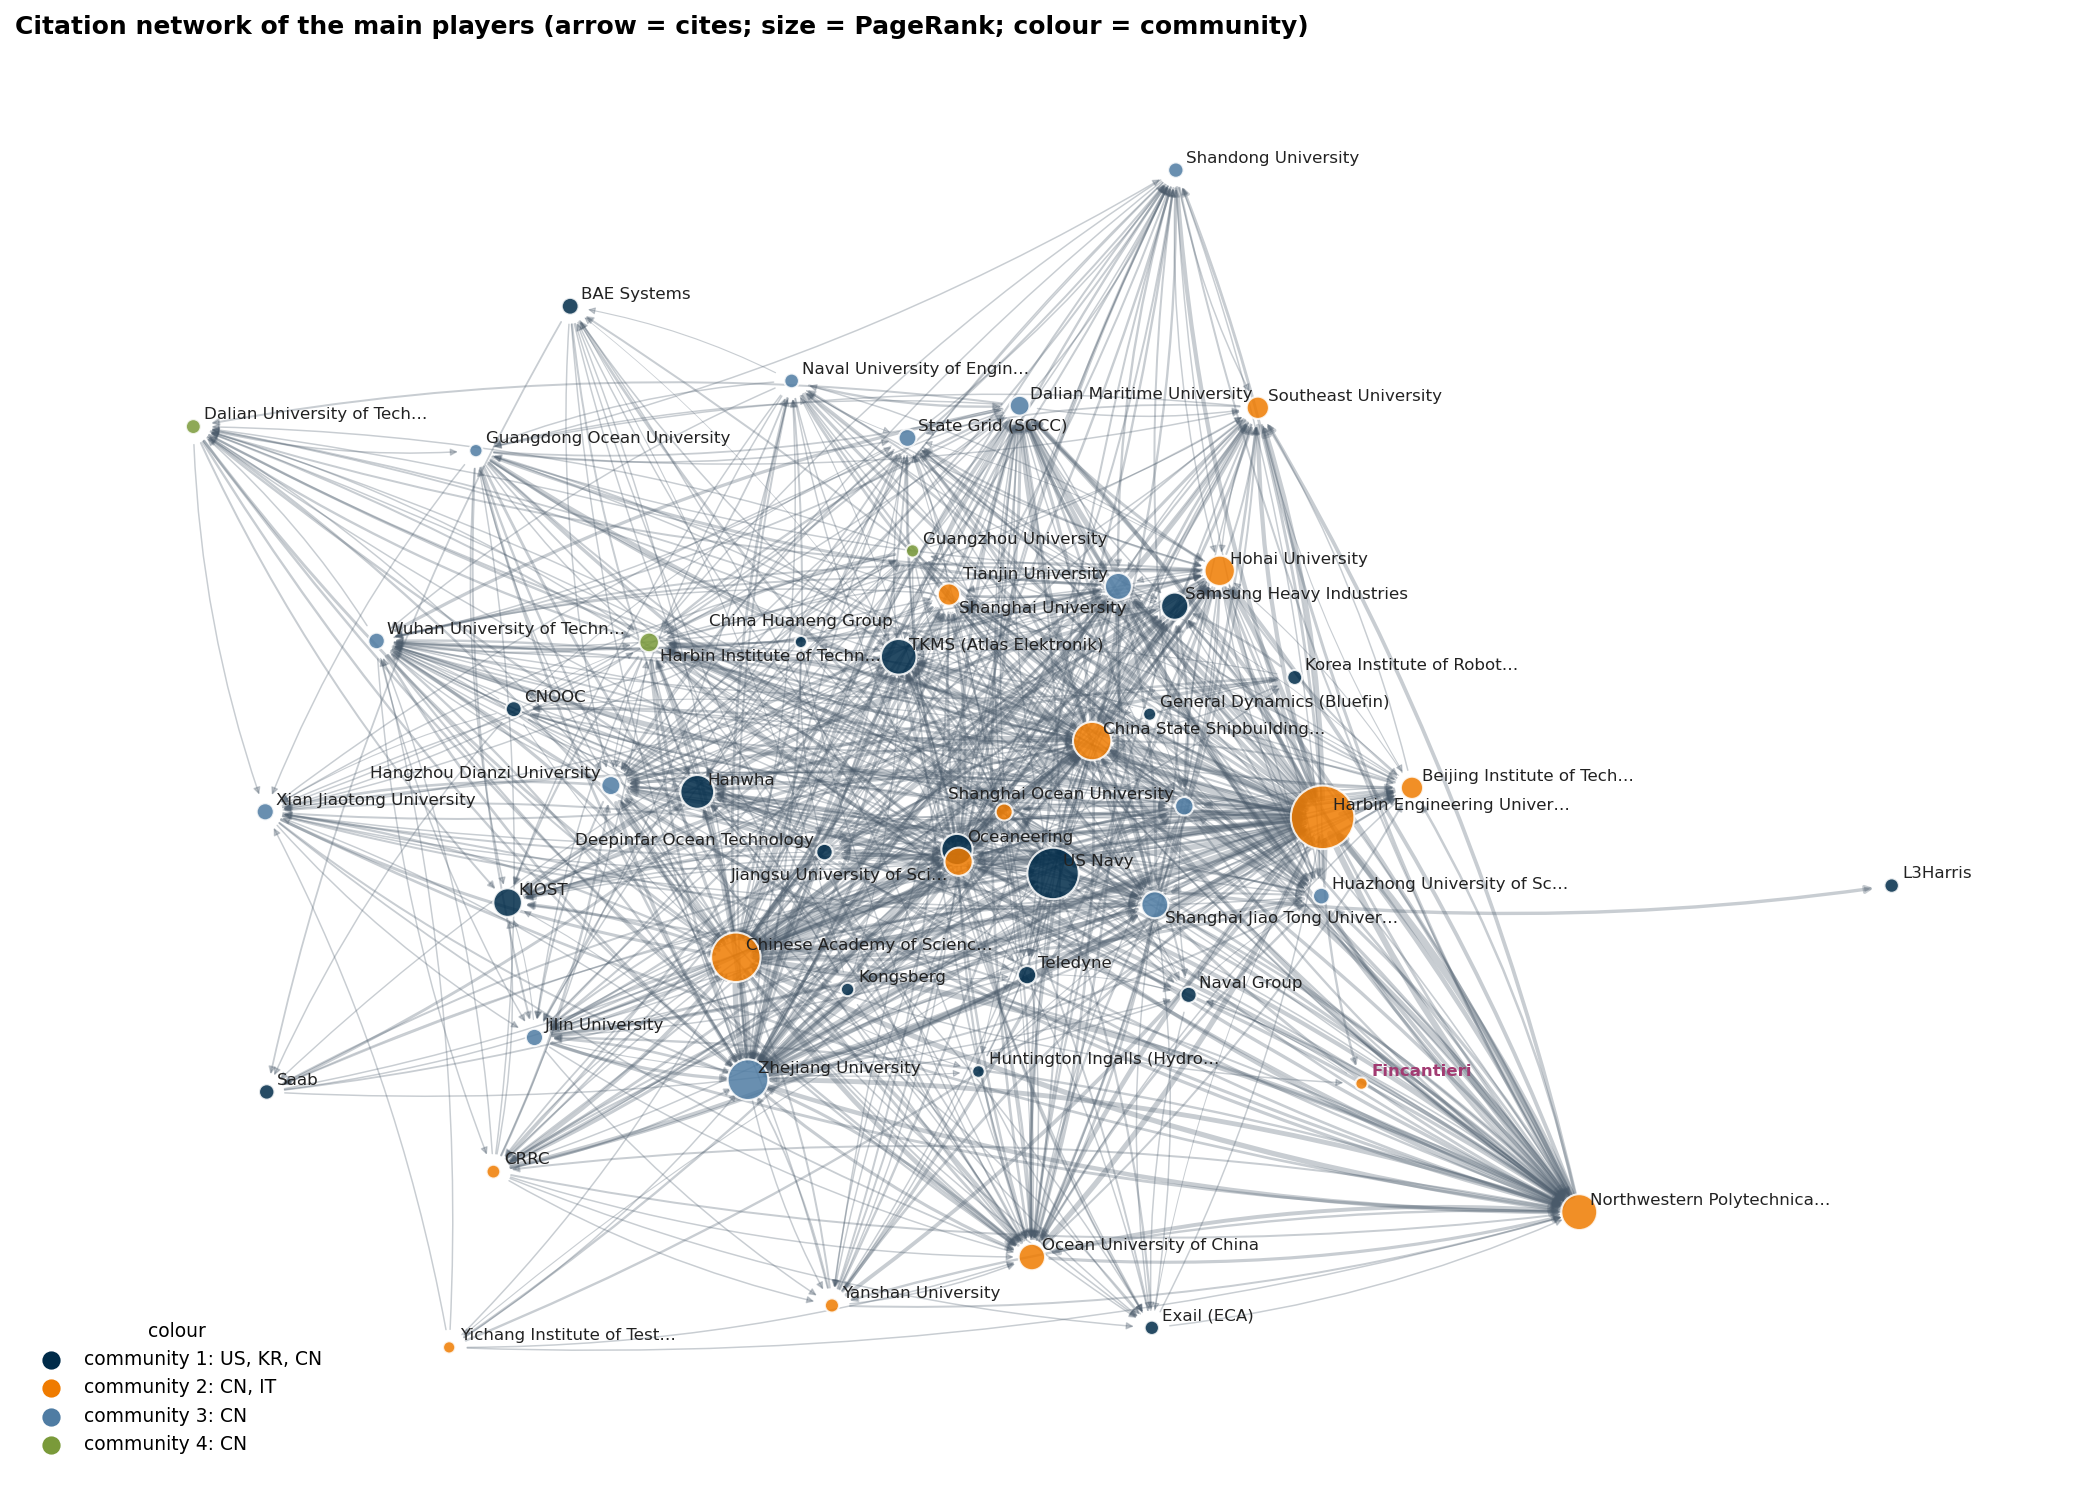 Citation network of the main players (arrow = cites; size = PageRank; colour = community)
Shandong University
BAE Systems
Naval University of Engin…
Dalian Maritime University
Southeast University
Dalian University of Tech…
State Grid (SGCC)
Guangdong Ocean University
Guangzhou University
Hohai University
Tianjin University
Samsung Heavy Industries
Shanghai University
China Huaneng Group
Wuhan University of Techn…
TKMS (Atlas Elektronik)
Harbin Institute of Techn…
Korea Institute of Robot…
CNOOC
General Dynamics (Bluefin)
China State Shipbuilding…
Hangzhou Dianzi University
Hanwha
Beijing Institute of Tech…
Shanghai Ocean University
Xian Jiaotong University
Harbin Engineering Univer…
Deepinfar Ocean Technology
Oceaneering
US Navy
Jiangsu University of Sci…
L3Harris
Huazhong University of Sc…
KIOST
Shanghai Jiao Tong Univer…
Chinese Academy of Scienc…
Teledyne
Kongsberg
Naval Group
Jilin University
Huntington Ingalls (Hydro…
Zhejiang University
Fincantieri
Saab
CRRC
Northwestern Polytechnica…
Ocean University of China
Yanshan University
Exail (ECA)
Yichang Institute of Test…
colour
community 1: US, KR, CN
community 2: CN, IT
community 3: CN
community 4: CN